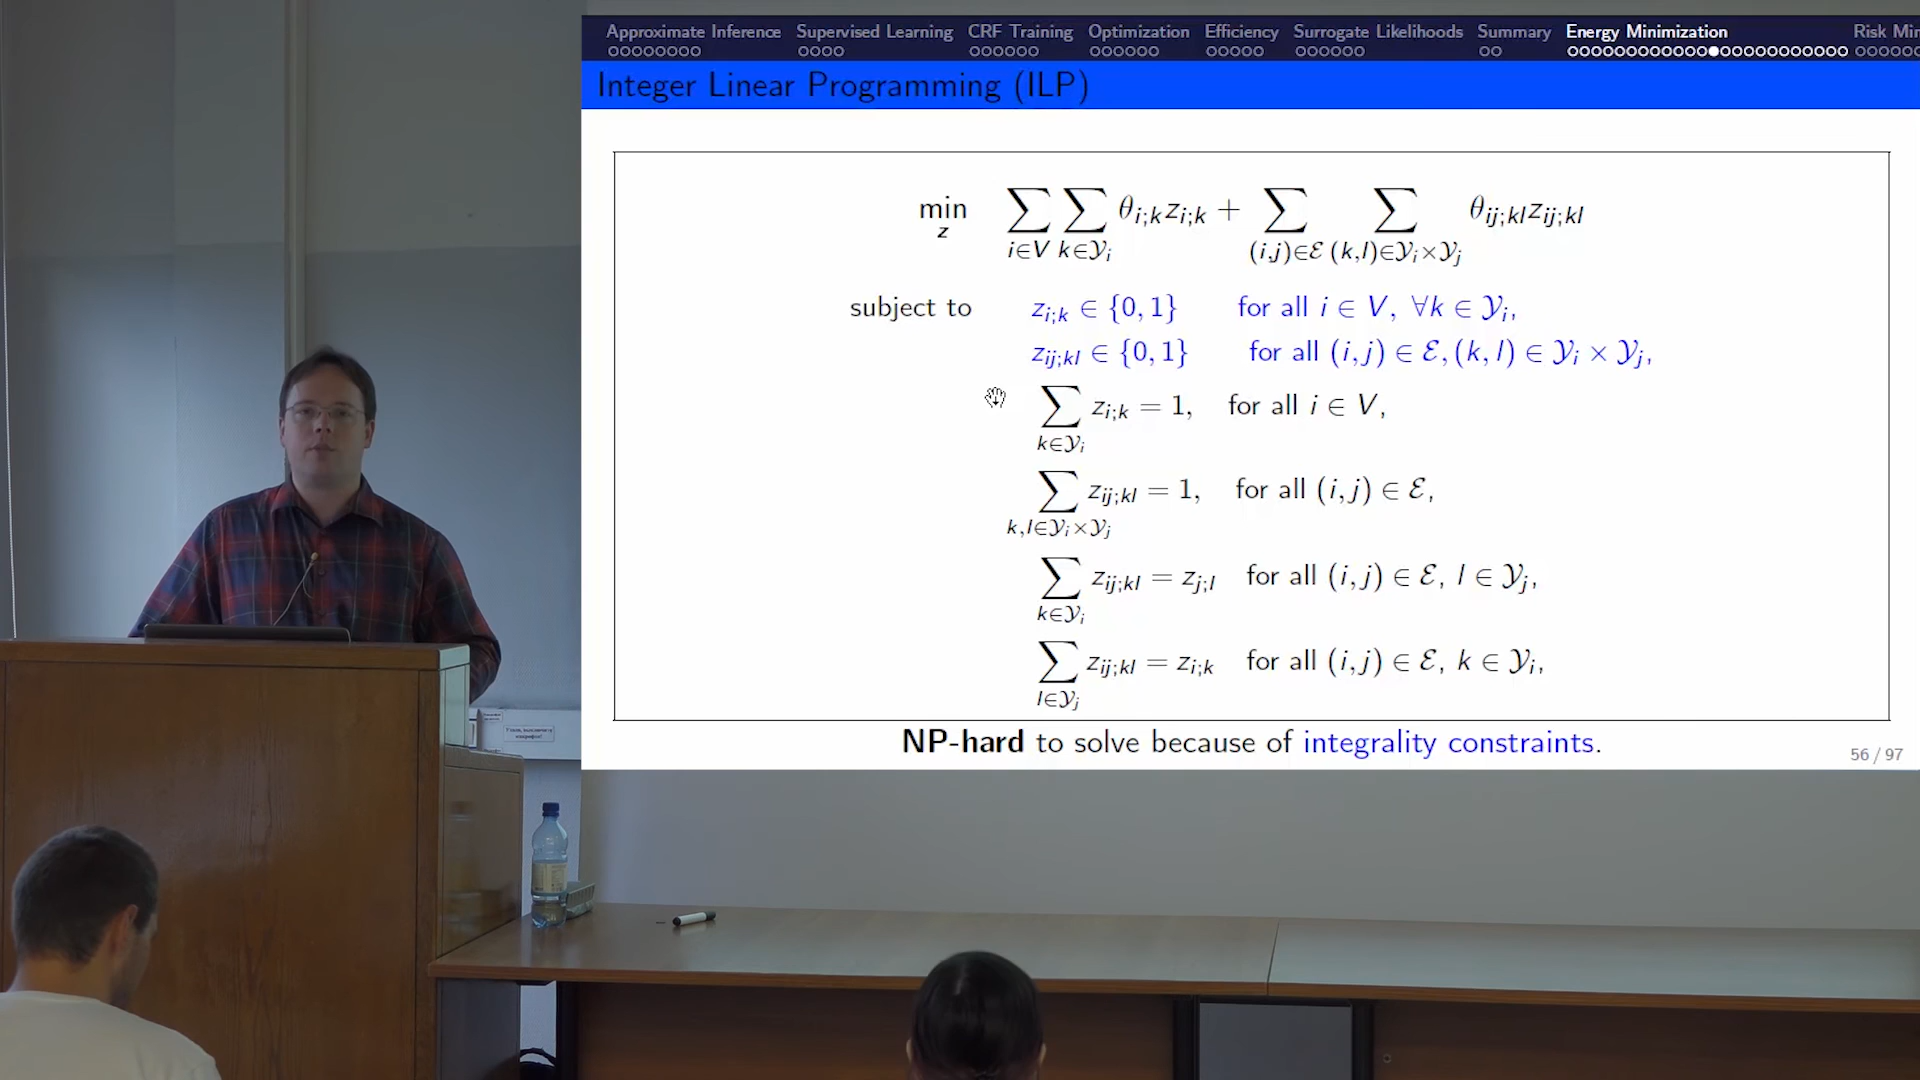 Approximate Inference Supervised Learning CRF Training Optimization Efficiency Surrogate Likelihoods Summary Energy Minimization Risk Min
Integer Linear Programming (ILP)
min_z ∑_{i∈V} ∑_{k∈𝒴_i} θ_{i;k} z_{i;k} + ∑_{(i,j)∈ℰ} ∑_{(k,l)∈𝒴_i×𝒴_j} θ_{ij;kl} z_{ij;kl}
subject to z_{i;k} ∈ {0, 1} for all i ∈ V, ∀k ∈ 𝒴_i,
z_{ij;kl} ∈ {0, 1} for all (i, j) ∈ ℰ, (k, l) ∈ 𝒴_i × 𝒴_j,
∑_{k∈𝒴_i} z_{i;k} = 1, for all i ∈ V,
∑_{k,l∈𝒴_i×𝒴_j} z_{ij;kl} = 1, for all (i, j) ∈ ℰ,
∑_{k∈𝒴_i} z_{ij;kl} = z_{j;l} for all (i, j) ∈ ℰ, l ∈ 𝒴_j,
∑_{l∈𝒴_j} z_{ij;kl} = z_{i;k} for all (i, j) ∈ ℰ, k ∈ 𝒴_i,
NP-hard to solve because of integrality constraints.
56 / 97